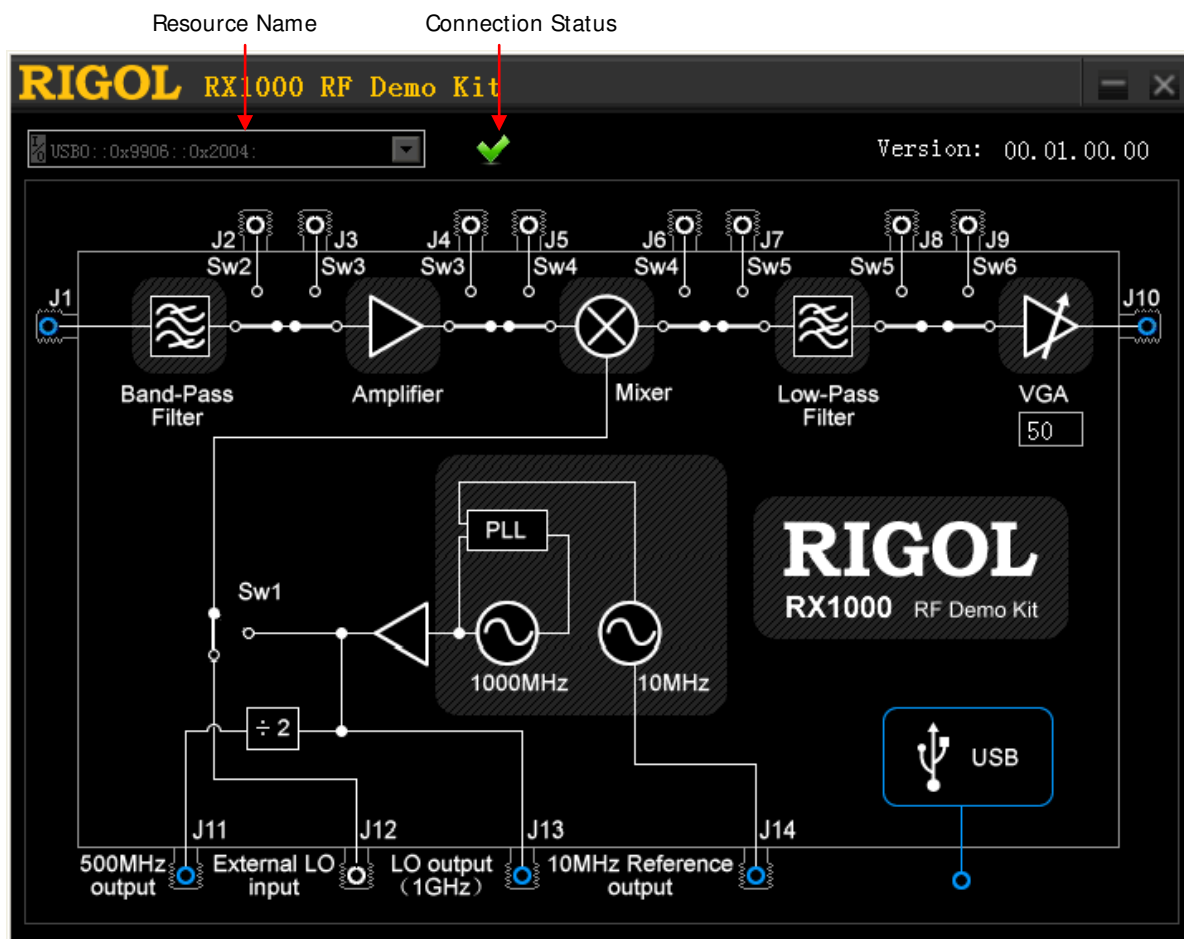 Resource Name Connection Status
RIGOL RX1000 RF Demo Kit
I/O USB0::0x9906::0x2004: Version: 00.01.00.00
J2 J3 J4 J5 J6 J7 J8 J9
Sw2 Sw3 Sw3 Sw4 Sw4 Sw5 Sw5 Sw6
J1 J10
Band-Pass Filter
Amplifier
Mixer
Low-Pass Filter
VGA
50
PLL
RIGOL
RX1000 RF Demo Kit
Sw1
1000MHz 10MHz
÷ 2
USB
J11 J12 J13 J14
500MHz output
External LO input
LO output (1GHz)
10MHz Reference output